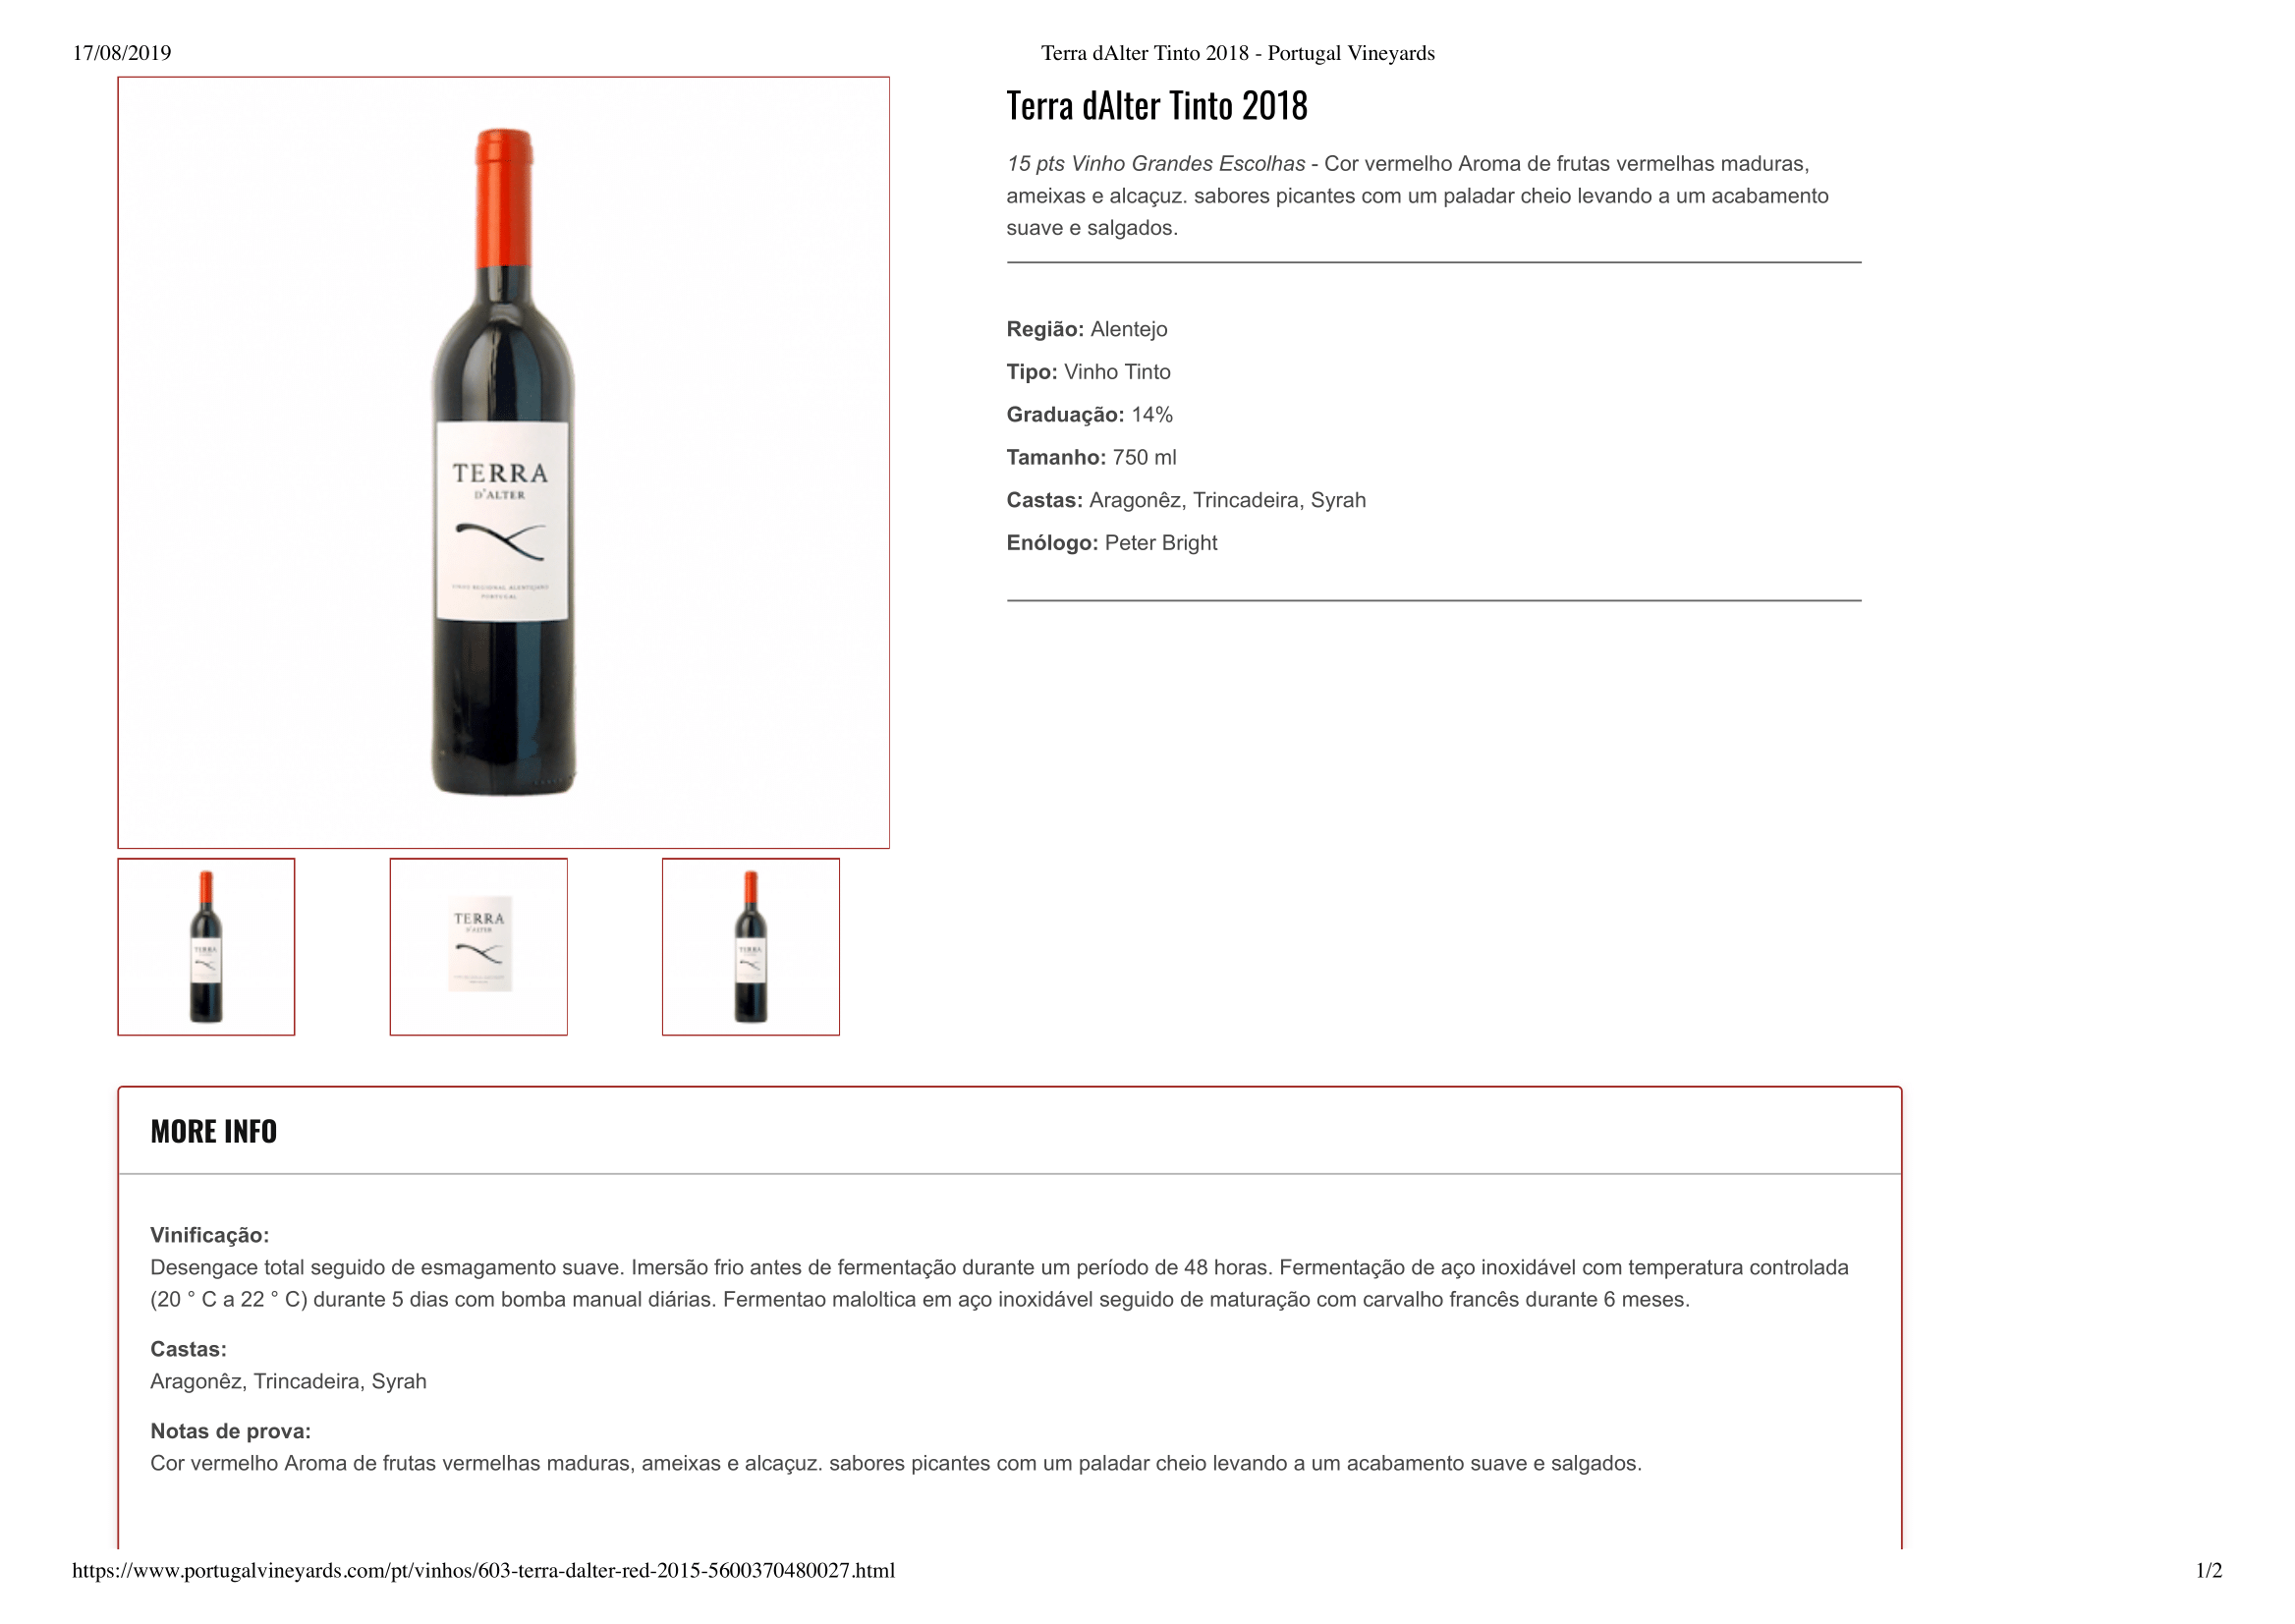 17/08/2019
Terra dAlter Tinto 2018 - Portugal Vineyards
Terra dAlter Tinto 2018
15 pts Vinho Grandes Escolhas - Cor vermelho Aroma de frutas vermelhas maduras,
ameixas e alcaçuz. sabores picantes com um paladar cheio levando a um acabamento
suave e salgados.
Região: Alentejo
Tipo: Vinho Tinto
Graduação: 14%
Tamanho: 750 ml
Castas: Aragonêz, Trincadeira, Syrah
Enólogo: Peter Bright
TERRA
D'ALTER
VINHO REGIONAL ALENTEJANO
PORTUGAL
TERRA
TERRA
D'ALTER
TERRA
MORE INFO
Vinificação:
Desengace total seguido de esmagamento suave. Imersão frio antes de fermentação durante um período de 48 horas. Fermentação de aço inoxidável com temperatura controlada
(20 ° C a 22 ° C) durante 5 dias com bomba manual diárias. Fermentao maloltica em aço inoxidável seguido de maturação com carvalho francês durante 6 meses.
Castas:
Aragonêz, Trincadeira, Syrah
Notas de prova:
Cor vermelho Aroma de frutas vermelhas maduras, ameixas e alcaçuz. sabores picantes com um paladar cheio levando a um acabamento suave e salgados.
https://www.portugalvineyards.com/pt/vinhos/603-terra-dalter-red-2015-5600370480027.html
1/2